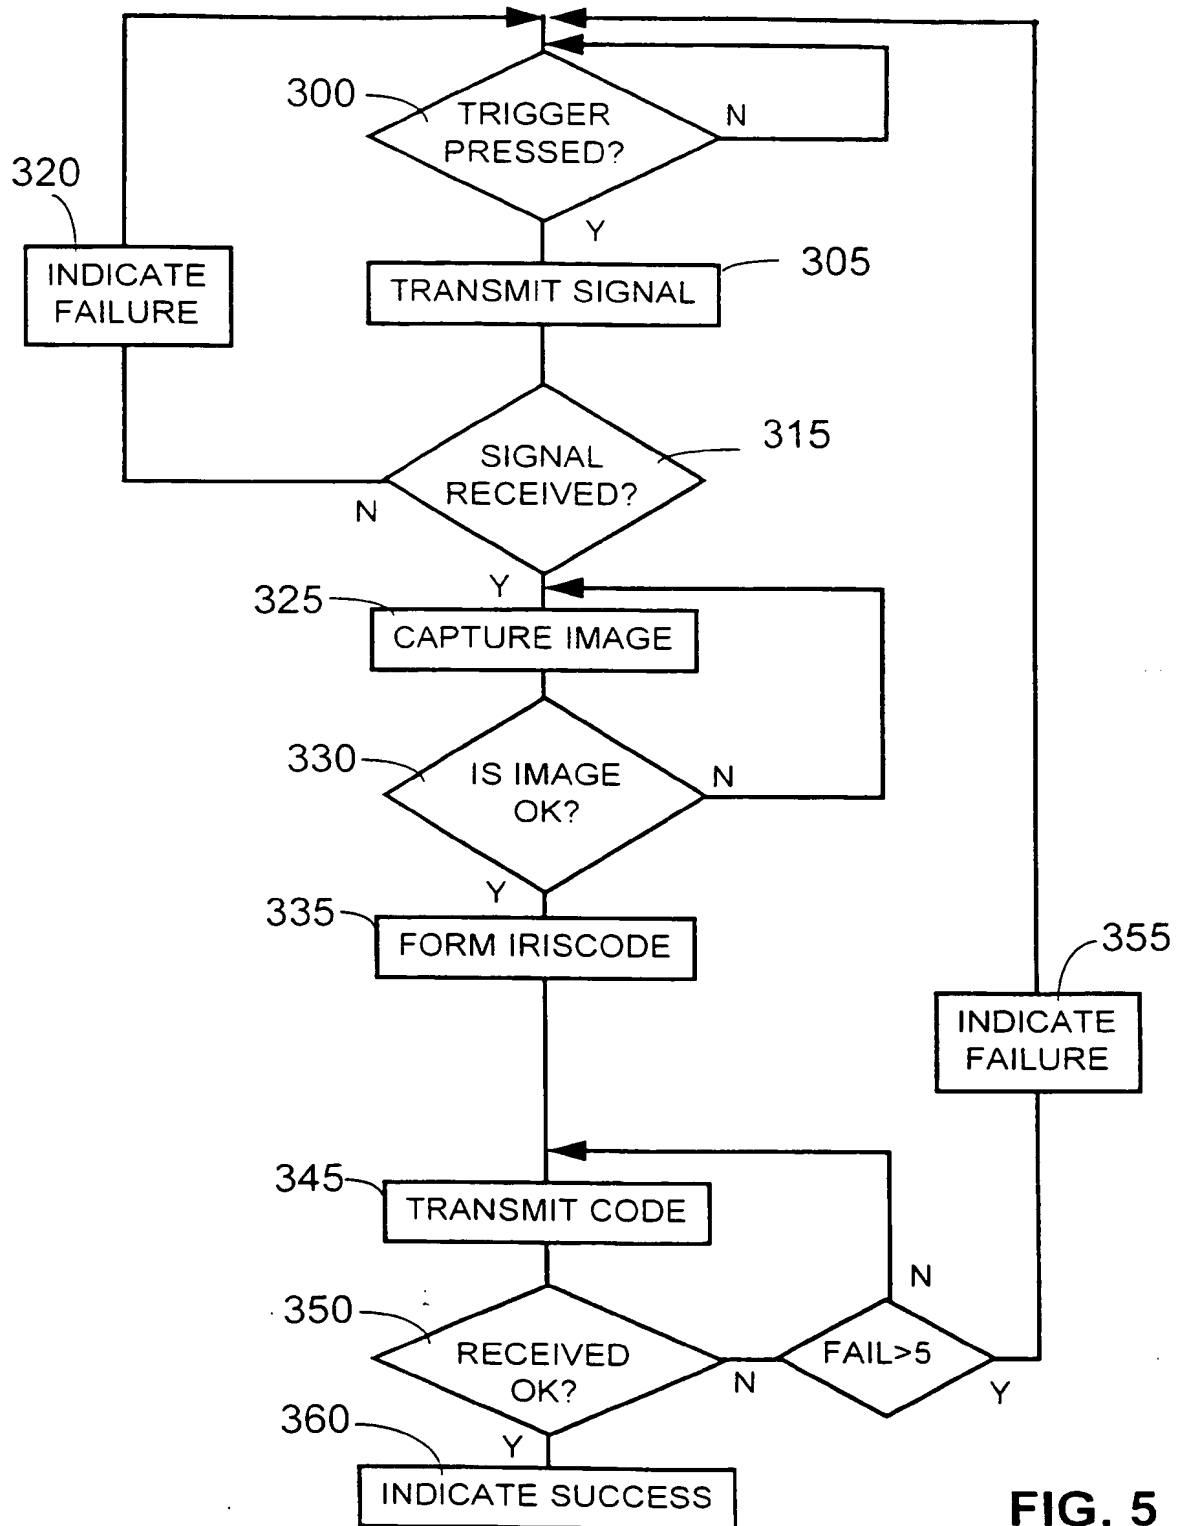 300
TRIGGER
PRESSED?
N
Y
320
INDICATE
FAILURE
305
TRANSMIT SIGNAL
315
SIGNAL
RECEIVED?
N
Y
325
CAPTURE IMAGE
330
IS IMAGE
OK?
N
Y
335
FORM IRISCODE
355
INDICATE
FAILURE
345
TRANSMIT CODE
350
RECEIVED
OK?
N
FAIL>5
N
Y
Y
360
INDICATE SUCCESS
FIG. 5